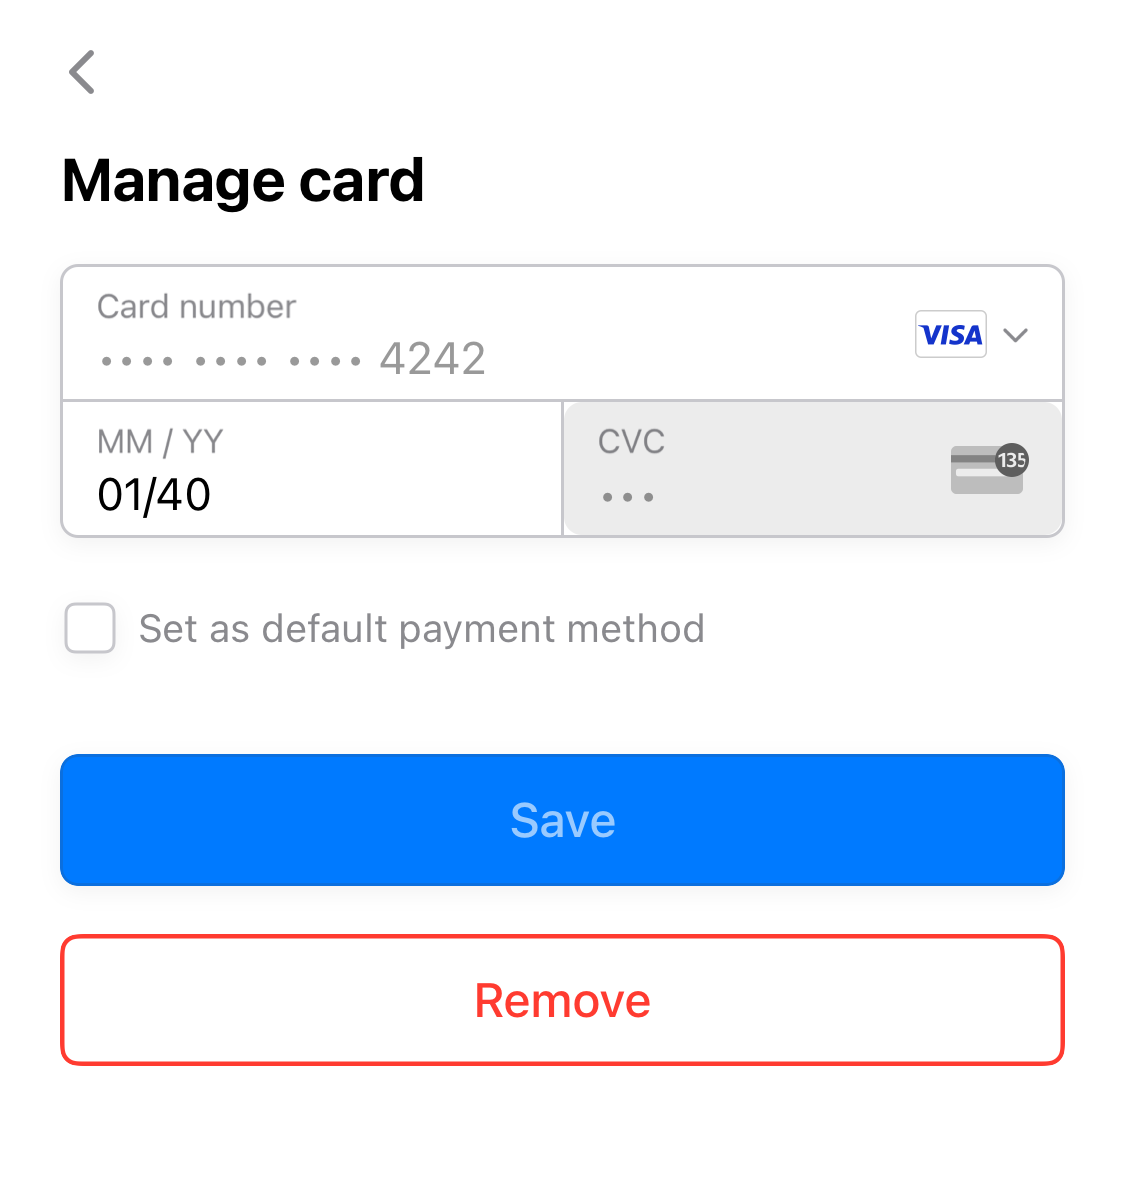 Manage card
Card number
•••• •••• •••• 4242
VISA
MM / YY
01/40
CVC
•••
135
Set as default payment method
Save
Remove